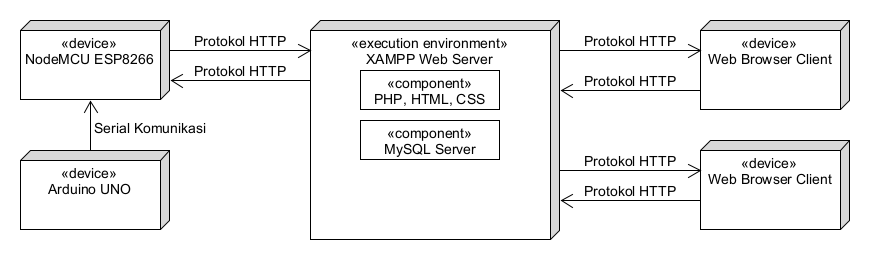 «device»
NodeMCU ESP8266
Protokol HTTP
Protokol HTTP
Serial Komunikasi
«device»
Arduino UNO
«execution environment»
XAMPP Web Server
«component»
PHP, HTML, CSS
«component»
MySQL Server
Protokol HTTP
Protokol HTTP
«device»
Web Browser Client
Protokol HTTP
Protokol HTTP
«device»
Web Browser Client